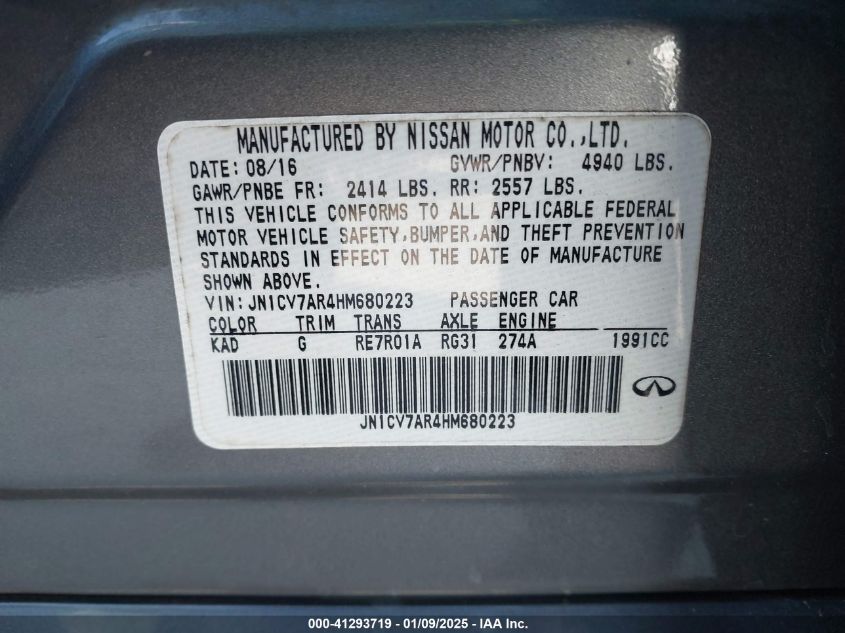 MANUFACTURED BY NISSAN MOTOR CO.,LTD.
DATE: 08/16 GVWR/PNBV: 4940 LBS.
GAWR/PNBE FR: 2414 LBS. RR: 2557 LBS.
THIS VEHICLE CONFORMS TO ALL APPLICABLE FEDERAL
MOTOR VEHICLE SAFETY,BUMPER,AND THEFT PREVENTION
STANDARDS IN EFFECT ON THE DATE OF MANUFACTURE
SHOWN ABOVE.
VIN: JN1CV7AR4HM680223 PASSENGER CAR
COLOR TRIM TRANS AXLE ENGINE
KAD G RE7R01A RG31 274A 1991CC
JN1CV7AR4HM680223
000-41293719 - 01/09/2025 - IAA Inc.